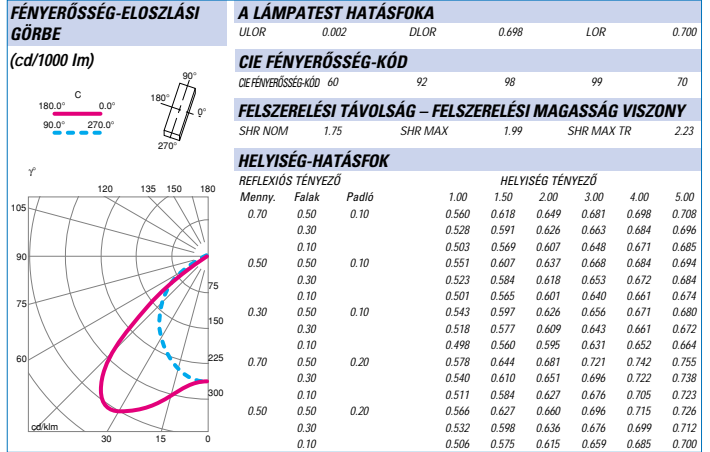 FÉNYERŐSSÉG-ELOSZLÁSI
GÖRBE
(cd/1000 lm)
90°
C
180.0° 0.0°
90.0° 270.0°
180°
0°
270°
γ°
120 135 150 180
105
90
75
60
75
150
225
300
cd/klm
30 15 0
A LÁMPATEST HATÁSFOKA
ULOR 0.002 DLOR 0.698 LOR 0.700
CIE FÉNYERŐSSÉG-KÓD
CIE FÉNYERŐSSÉG-KÓD 60 92 98 99 70
FELSZERELÉSI TÁVOLSÁG – FELSZERELÉSI MAGASSÁG VISZONY
SHR NOM 1.75 SHR MAX 1.99 SHR MAX TR 2.23
HELYISÉG-HATÁSFOK
REFLEXIÓS TÉNYEZŐ HELYISÉG TÉNYEZŐ
Menny. Falak Padló 1.00 1.50 2.00 3.00 4.00 5.00
0.70 0.50 0.10 0.560 0.618 0.649 0.681 0.698 0.708
0.30 0.528 0.591 0.626 0.663 0.684 0.696
0.10 0.503 0.569 0.607 0.648 0.671 0.685
0.50 0.50 0.10 0.551 0.607 0.637 0.668 0.684 0.694
0.30 0.523 0.584 0.618 0.653 0.672 0.684
0.10 0.501 0.565 0.601 0.640 0.661 0.674
0.30 0.50 0.10 0.543 0.597 0.626 0.656 0.671 0.680
0.30 0.518 0.577 0.609 0.643 0.661 0.672
0.10 0.498 0.560 0.595 0.631 0.652 0.664
0.70 0.50 0.20 0.578 0.644 0.681 0.721 0.742 0.755
0.30 0.540 0.610 0.651 0.696 0.722 0.738
0.10 0.511 0.584 0.627 0.676 0.705 0.723
0.50 0.50 0.20 0.566 0.627 0.660 0.696 0.715 0.726
0.30 0.532 0.598 0.636 0.676 0.699 0.712
0.10 0.506 0.575 0.615 0.659 0.685 0.700